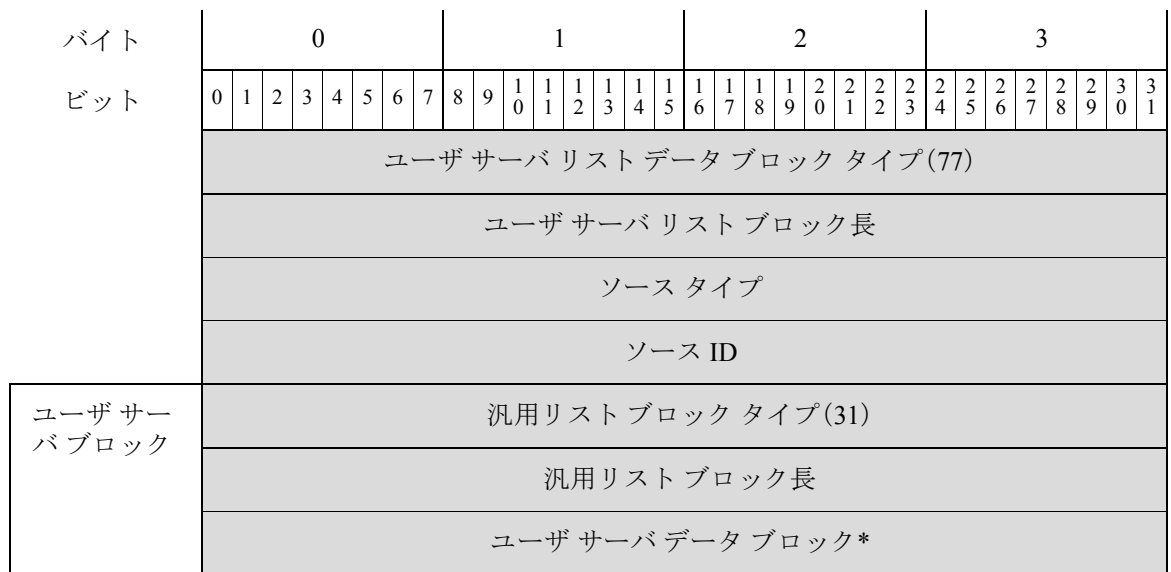 バイト 0 1 2 3
ビット 0 1 2 3 4 5 6 7 8 9 10 11 12 13 14 15 16 17 18 19 20 21 22 23 24 25 26 27 28 29 30 31
ユーザ サーバ リスト データ ブロック タイプ(77)
ユーザ サーバ リスト ブロック長
ソース タイプ
ソース ID
ユーザ サー
バ ブロック
汎用リスト ブロック タイプ(31)
汎用リスト ブロック長
ユーザ サーバ データ ブロック*